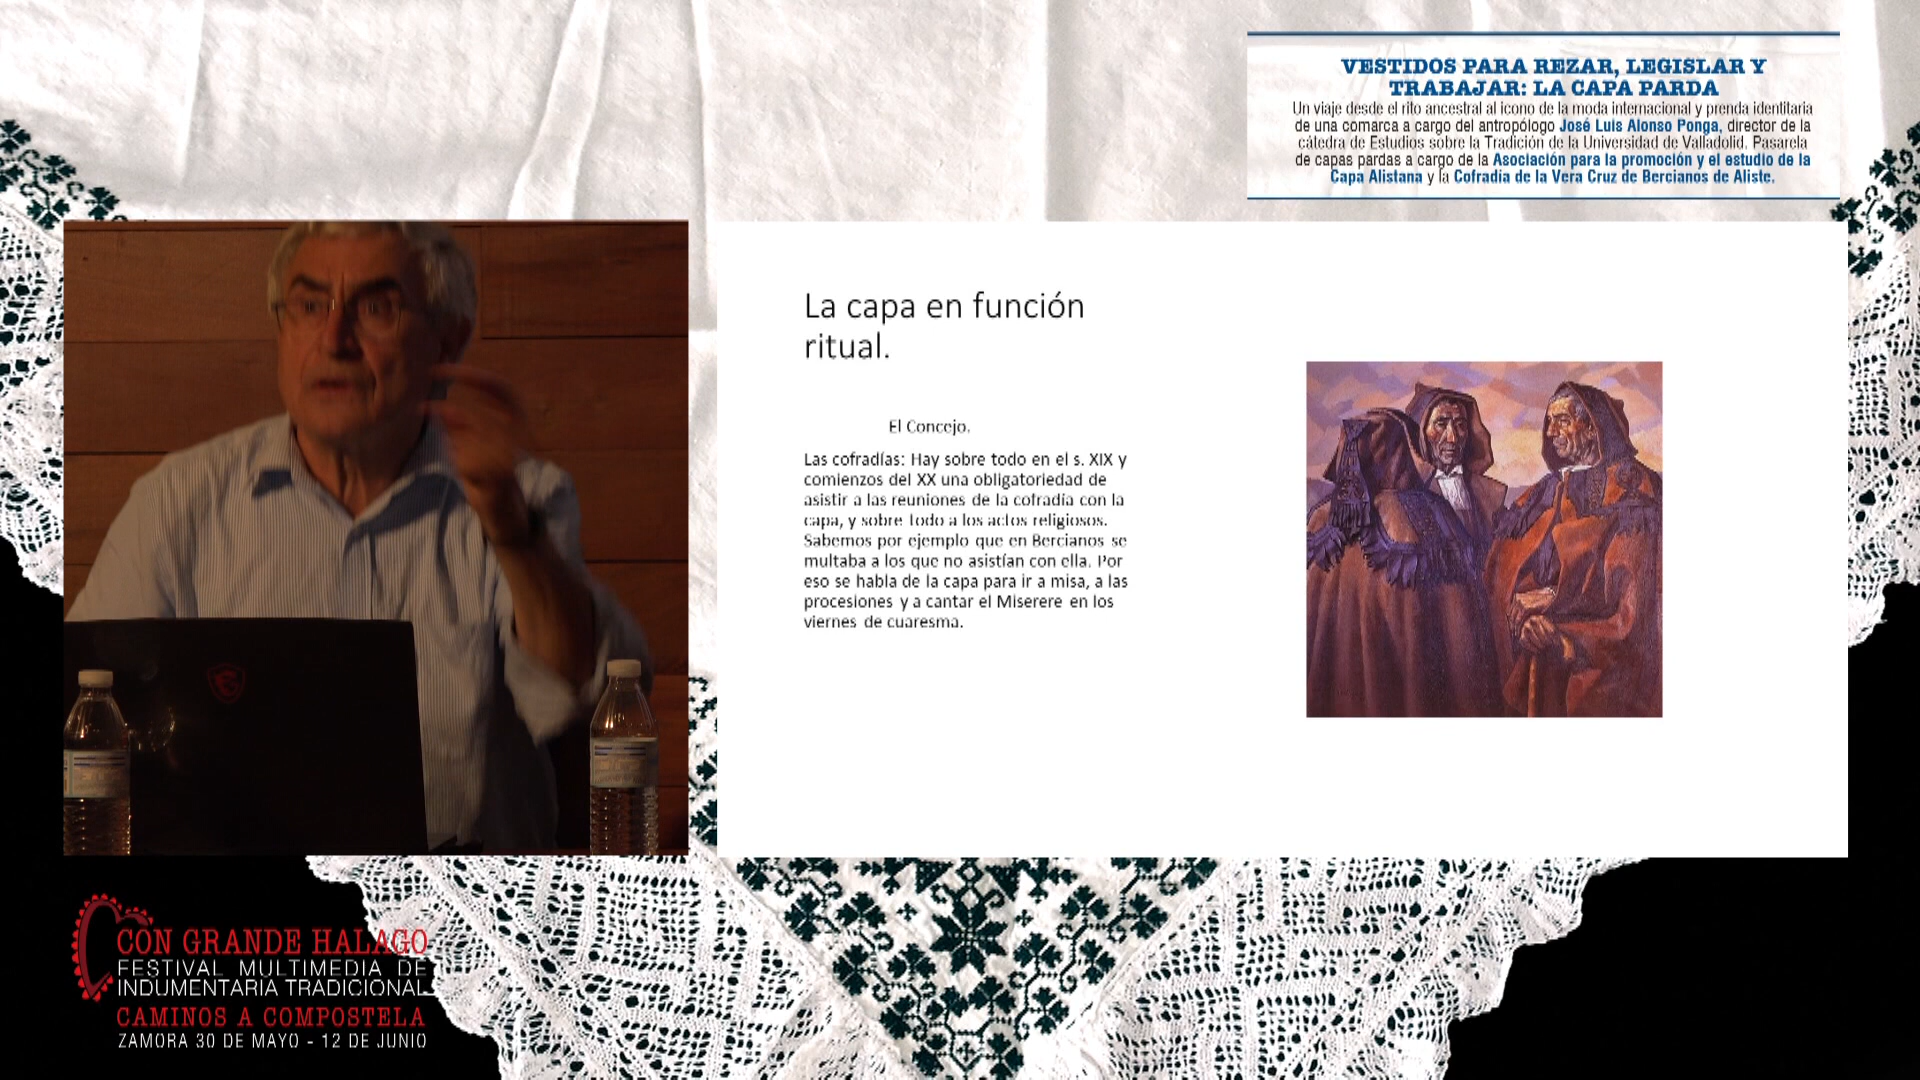 VESTIDOS PARA REZAR, LEGISLAR Y
TRABAJAR: LA CAPA PARDA
Un viaje desde el rito ancestral al icono de la moda internacional y prenda identitaria
de una comarca a cargo del antropólogo José Luis Alonso Ponga, director de la
cátedra de Estudios sobre la Tradición de la Universidad de Valladolid. Pasarela
de capas pardas a cargo de la Asociación para la promoción y el estudio de la
Capa Alistana y la Cofradía de la Vera Cruz de Bercianos de Aliste.
La capa en función
ritual.
El Concejo.
Las cofradías: Hay sobre todo en el s. XIX y
comienzos del XX una obligatoriedad de
asistir a las reuniones de la cofradía con la
capa, y sobre todo a los actos religiosos.
Sabemos por ejemplo que en Bercianos se
multaba a los que no asistían con ella. Por
eso se habla de la capa para ir a misa, a las
procesiones y a cantar el Miserere en los
viernes de cuaresma.
CON GRANDE HALAGO
FESTIVAL MULTIMEDIA DE
INDUMENTARIA TRADICIONAL
CAMINOS A COMPOSTELA
ZAMORA 30 DE MAYO - 12 DE JUNIO